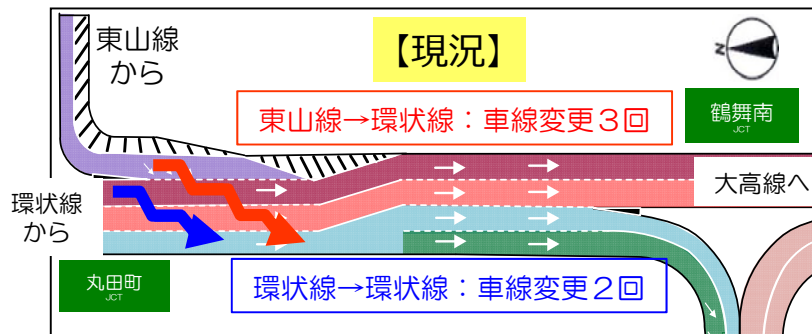 東山線
から
【現況】
N
東山線→環状線：車線変更３回
鶴舞南
JCT
大高線へ
環状線
から
丸田町
JCT
環状線→環状線：車線変更２回